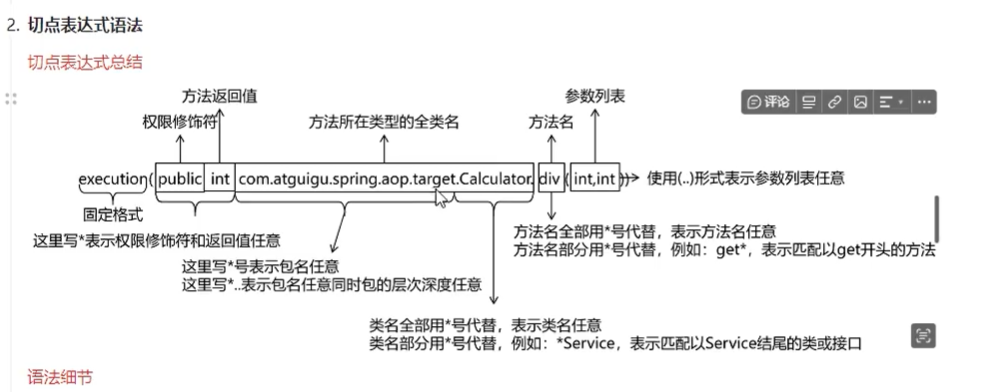 2. 切点表达式语法
切点表达式总结
方法返回值
参数列表
评论
权限修饰符
方法所在类型的全类名
方法名
execution(public int com.atguigu.spring.aop.target.Calculator.div(int,int))
使用(..)形式表示参数列表任意
固定格式
这里写*表示权限修饰符和返回值任意
方法名全部用*号代替，表示方法名任意
方法名部分用*号代替，例如：get*，表示匹配以get开头的方法
这里写*号表示包名任意
这里写*..表示包名任意同时包的层次深度任意
类名全部用*号代替，表示类名任意
类名部分用*号代替，例如：*Service，表示匹配以Service结尾的类或接口
语法细节